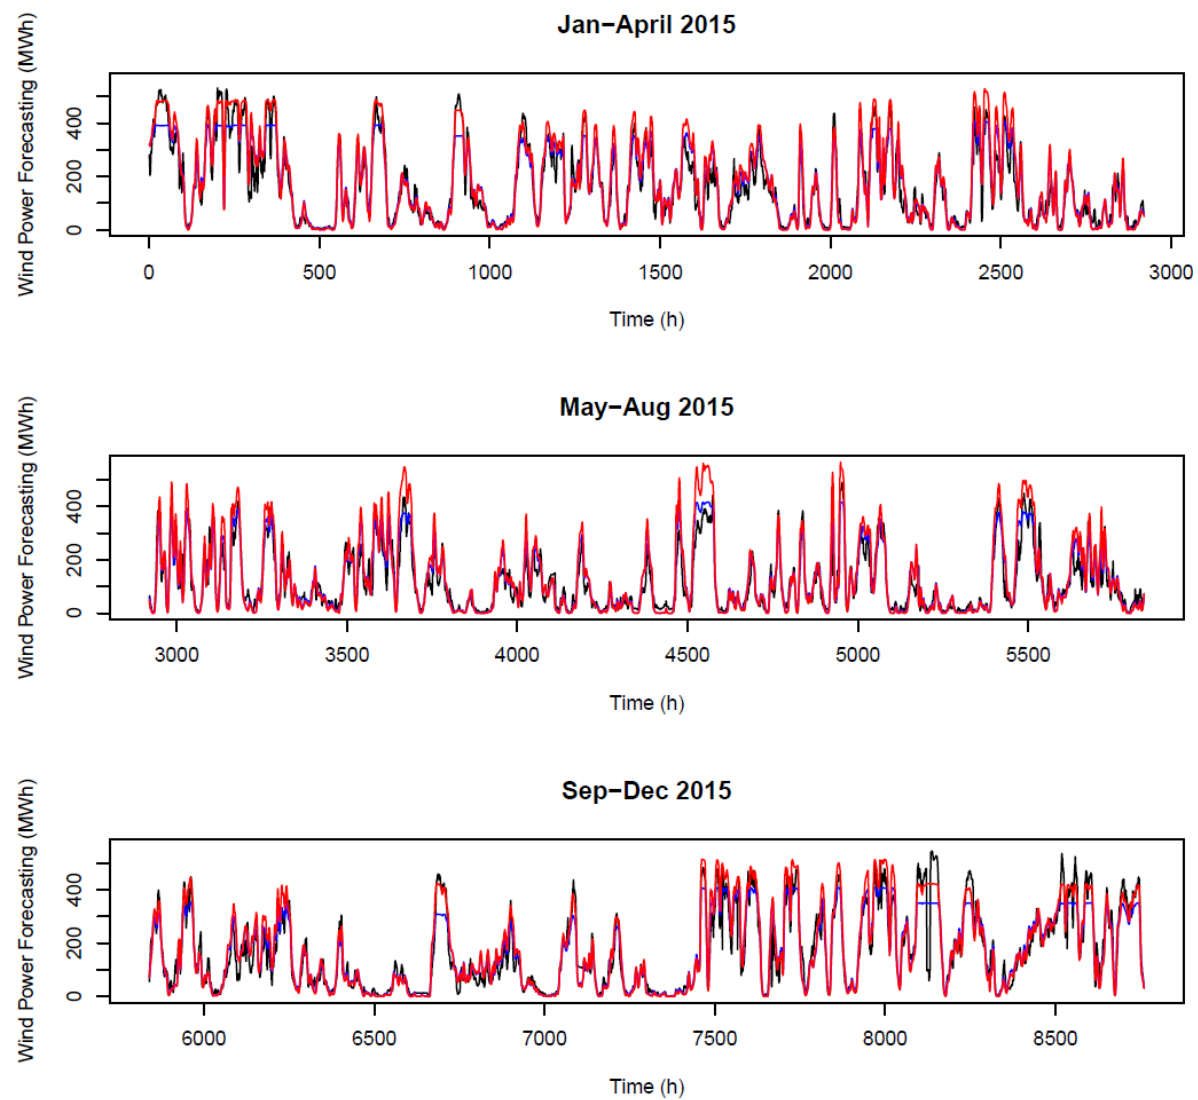 Jan−April 2015
Wind Power Forecasting (MWh)
0 200 400
0 500 1000 1500 2000 2500 3000
Time (h)
May−Aug 2015
Wind Power Forecasting (MWh)
0 200 400
3000 3500 4000 4500 5000 5500
Time (h)
Sep−Dec 2015
Wind Power Forecasting (MWh)
0 200 400
6000 6500 7000 7500 8000 8500
Time (h)